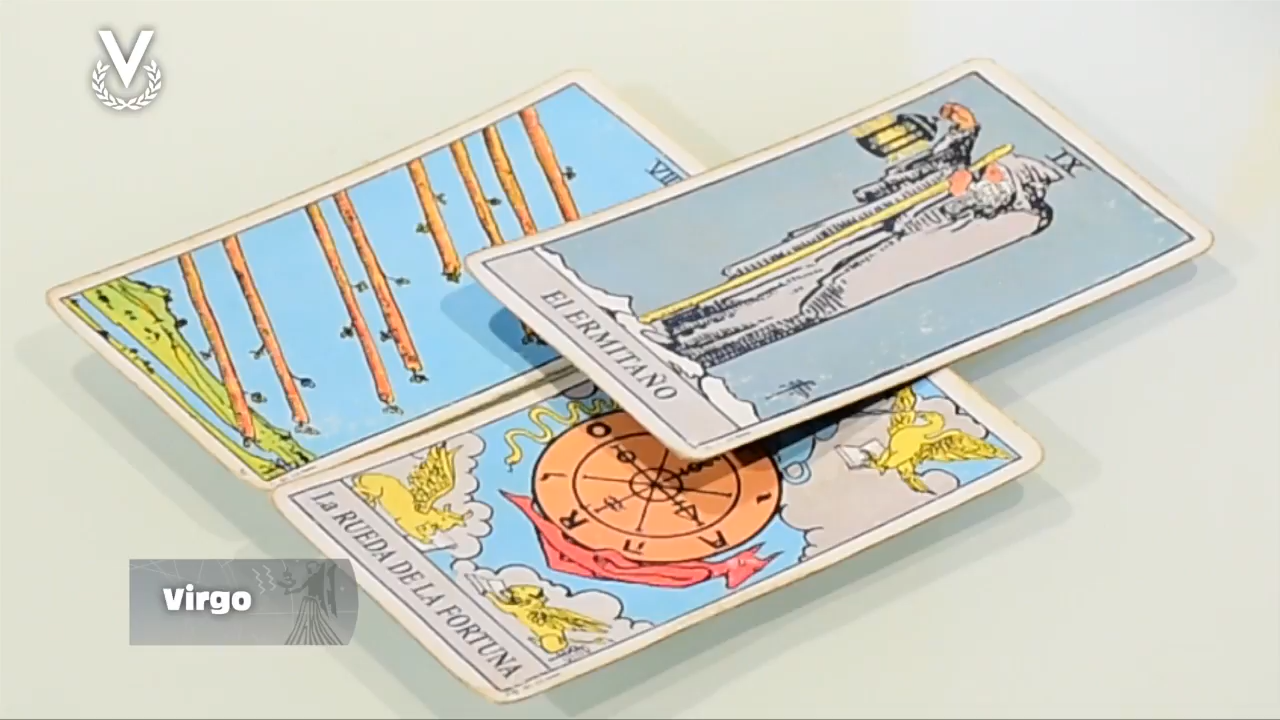 V
VIII
IX
El ERMITAÑO
La RUEDA DE LA FORTUNA
Virgo